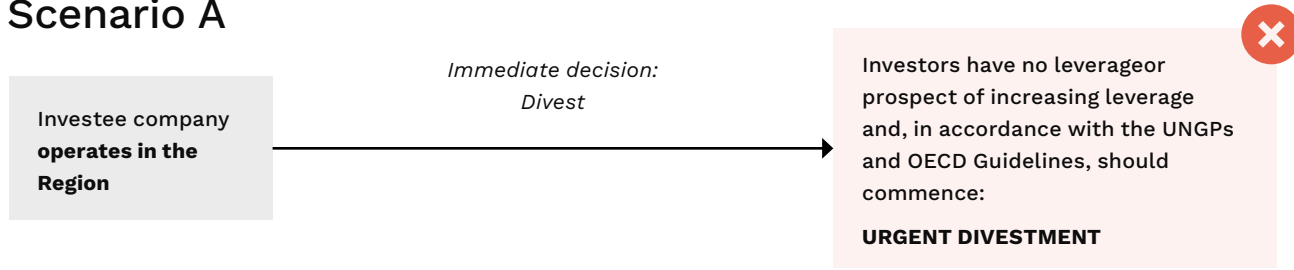 Scenario A
Immediate decision:
Divest
Investee company
operates in the
Region
Investors have no leverageor
prospect of increasing leverage
and, in accordance with the UNGPs
and OECD Guidelines, should
commence:
URGENT DIVESTMENT